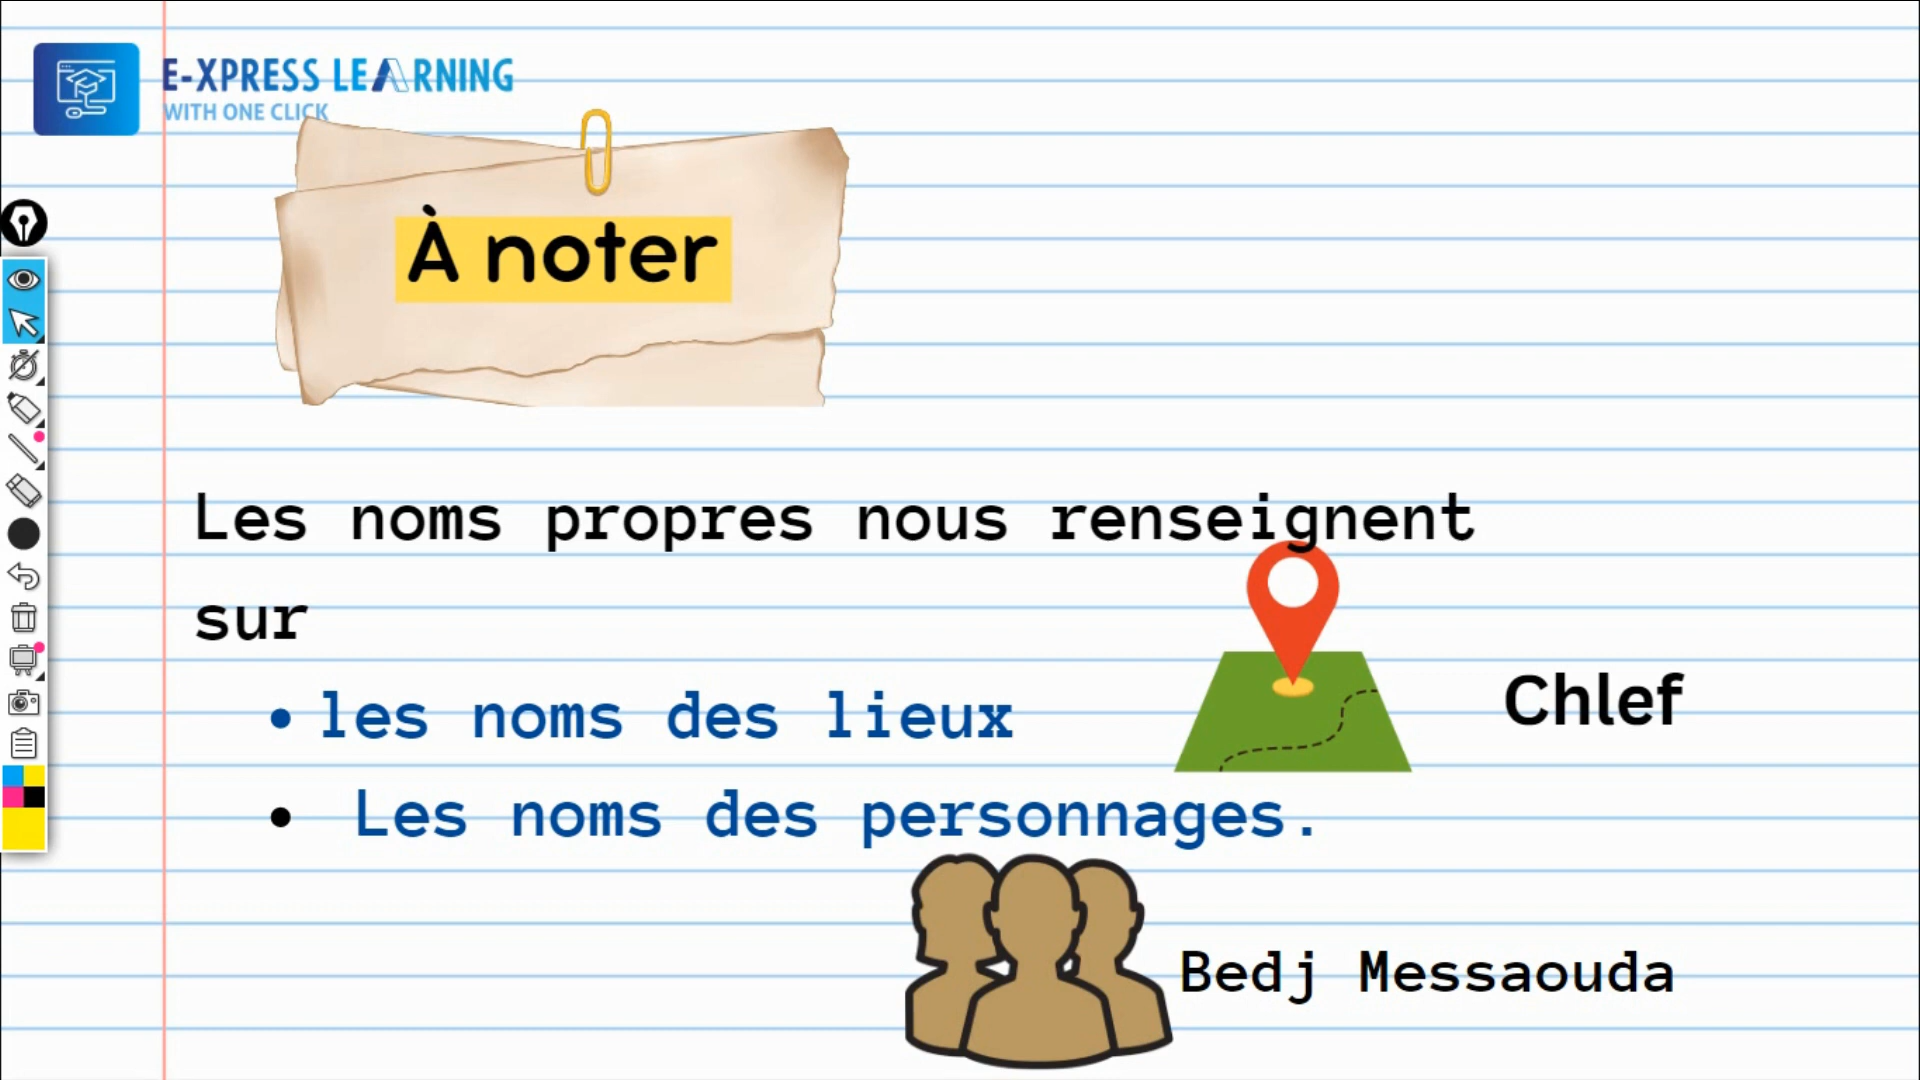 E-XPRESS LEARNING
WITH ONE CLICK
À noter
Les noms propres nous renseignent
sur
• les noms des lieux
Chlef
• Les noms des personnages.
Bedj Messaouda